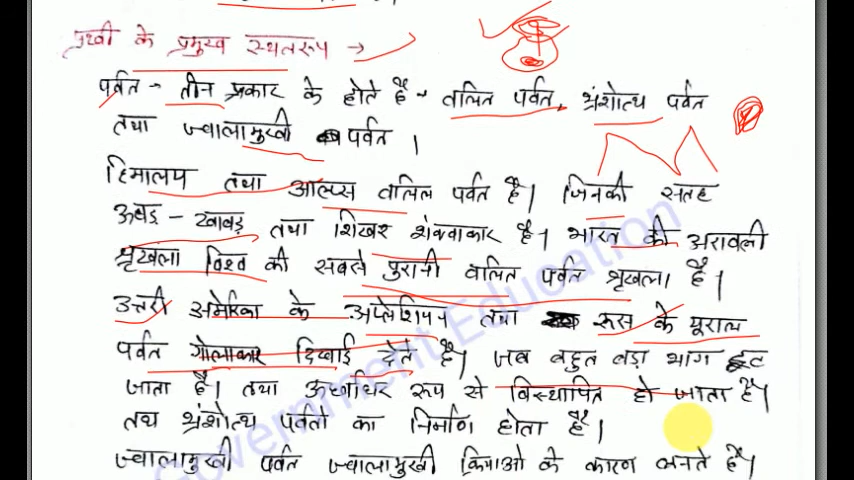 पृथ्वी के प्रमुख स्थलरूप →
पर्वत → तीन प्रकार के होते है - वलित पर्वत, भ्रंशोत्थ पर्वत
तथा ज्वालामुखी पर्वत ।
हिमालय तथा आल्प्स वलित पर्वत है। जिनकी सतह
ऊबड़ - खाबड़ तथा शिखर शंक्वाकार है। भारत की अरावली
श्रृंखला विश्व की सबसे पुरानी वलित पर्वत श्रृखला है।
उत्तरी अमेरिका के अप्लेशियन तथा रूस के यूराल
पर्वत गोलाकार दिखाई देते है। जब बहुत बड़ा भाग टूट
जाता है। तथा ऊर्ध्वाधर रूप से विस्थापित हो जाता है।
तब भ्रंशोत्थ पर्वतों का निर्माण होता है।
ज्वालामुखी पर्वत ज्वालामुखी क्रियाओ के कारण बनते है।
Government Education